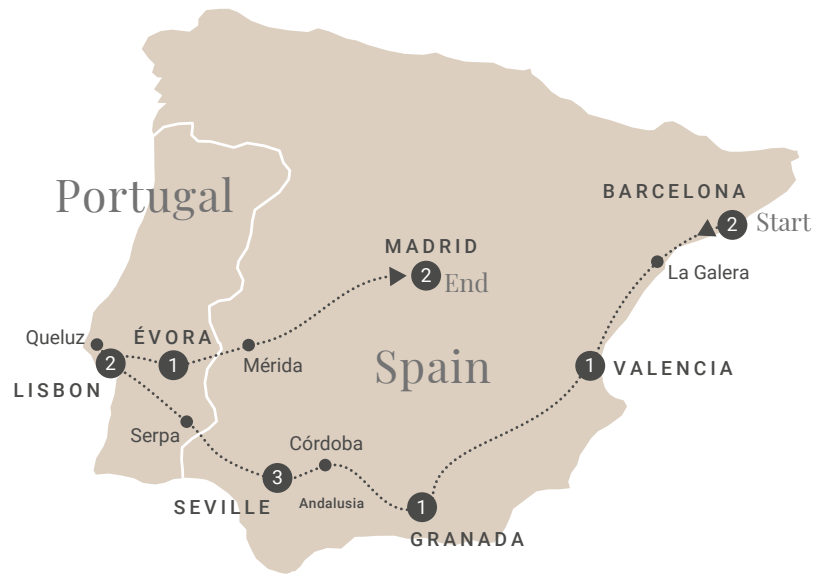 Portugal
BARCELONA
2
Start
MADRID
2
End
La Galera
Queluz
ÉVORA
2
1
Mérida
Spain
1
VALENCIA
LISBON
Serpa
Córdoba
3
SEVILLE
Andalusia
1
GRANADA